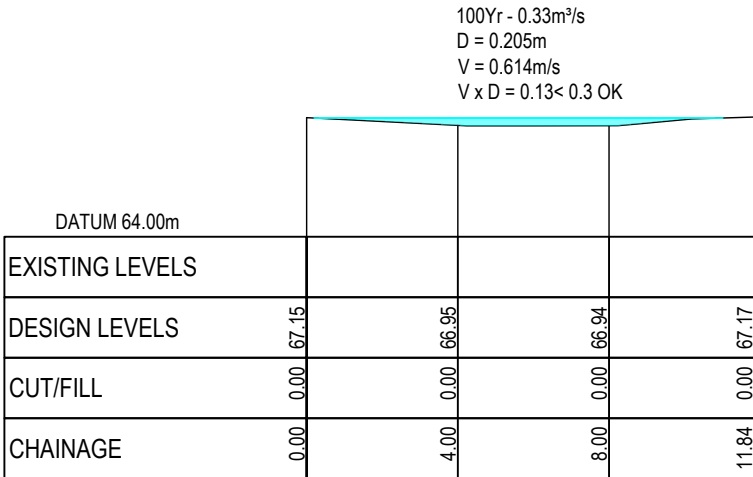 100Yr - 0.33m³/s
D = 0.205m
V = 0.614m/s
V x D = 0.13< 0.3 OK
DATUM 64.00m
EXISTING LEVELS
DESIGN LEVELS 67.15 66.95 66.94 67.17
CUT/FILL 0.00 0.00 0.00 0.00
CHAINAGE 0.00 4.00 8.00 11.84